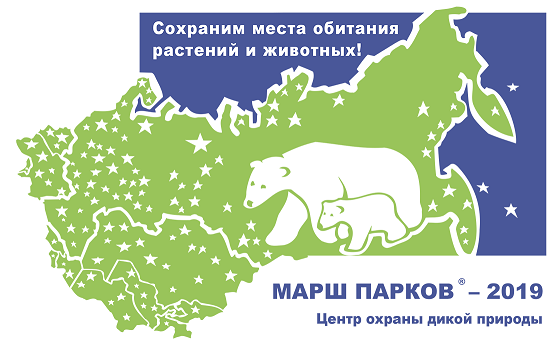 Сохраним места обитания
растений и животных!
МАРШ ПАРКОВ ® – 2019
Центр охраны дикой природы